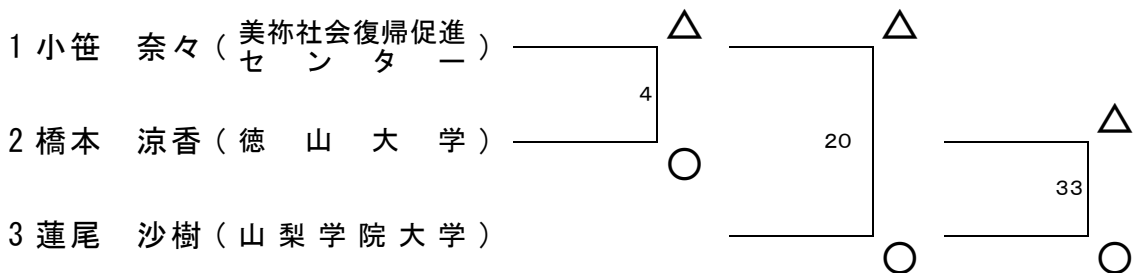 1 小笹 奈々 ( 美祢社会復帰促進センター )
4
2 橋本 涼香 ( 徳山大学 )
20
33
3 蓮尾 沙樹 ( 山梨学院大学 )